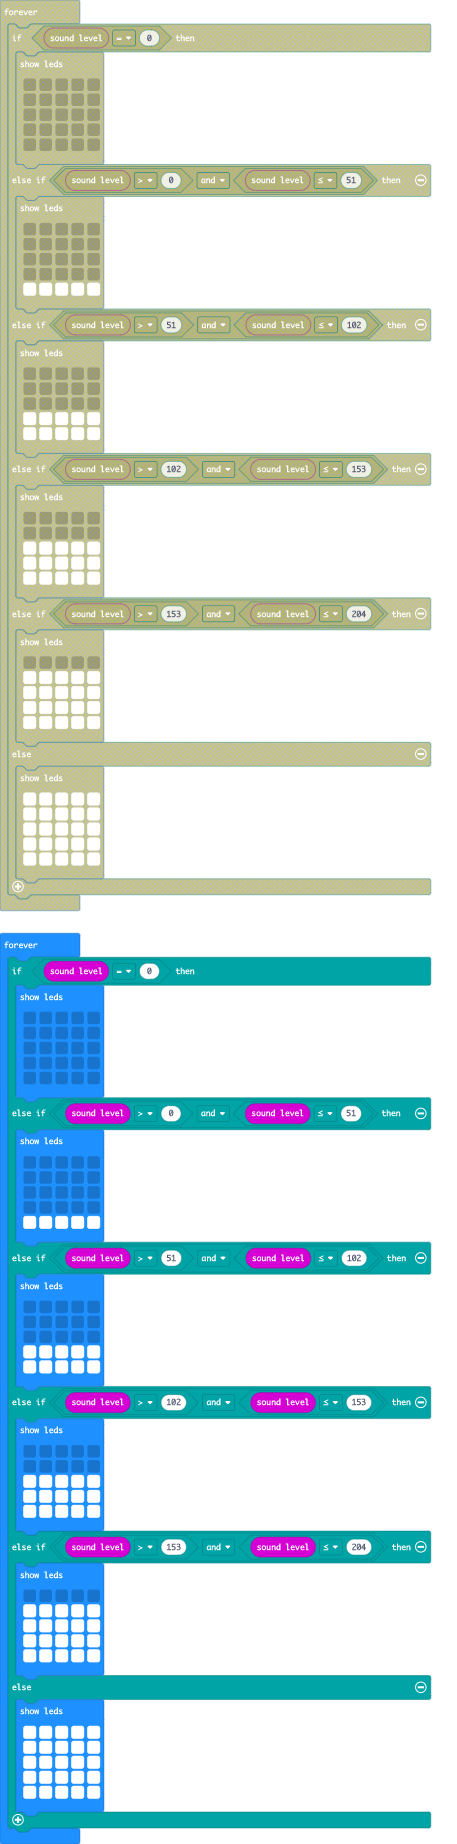 forever
if sound level = 0 then
show leds
else if sound level > 0 and sound level ≤ 51 then
show leds
else if sound level > 51 and sound level ≤ 102 then
show leds
else if sound level > 102 and sound level ≤ 153 then
show leds
else if sound level > 153 and sound level ≤ 204 then
show leds
else
show leds
forever
if sound level = 0 then
show leds
else if sound level > 0 and sound level ≤ 51 then
show leds
else if sound level > 51 and sound level ≤ 102 then
show leds
else if sound level > 102 and sound level ≤ 153 then
show leds
else if sound level > 153 and sound level ≤ 204 then
show leds
else
show leds